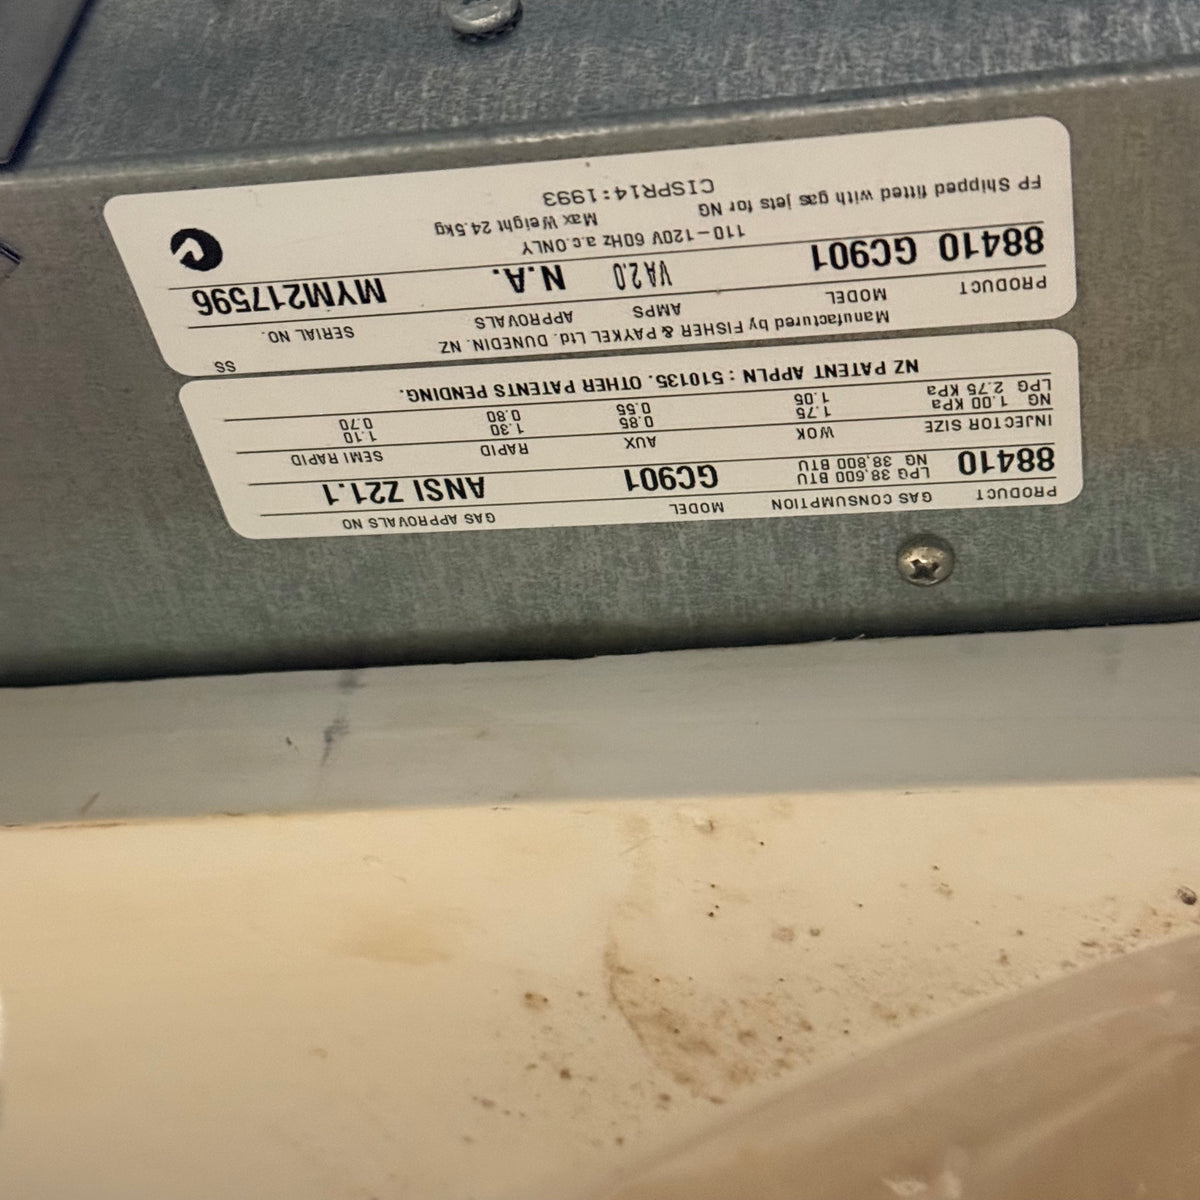 PRODUCT GAS CONSUMPTION MODEL GAS APPROVALS NO
88410 LPG 38,600 BTU GC901 ANSI Z21.1
NG 38,800 BTU
INJECTOR SIZE WOK AUX RAPID SEMI RAPID
NG 1.00 KPa 1.75 0.85 1.30 1.10
LPG 2.75 KPa 1.05 0.55 0.80 0.70
NZ PATENT APPLN : 510135. OTHER PATENTS PENDING.
SS
Manufactured by FISHER & PAYKEL Ltd. DUNEDIN. NZ
PRODUCT MODEL AMPS APPROVALS SERIAL NO.
88410 GC901 VA2.0 N.A. MYM217596
110-120V 60Hz a.c.ONLY
FP Shipped fitted with gas jets for NG Max Weight 24.5kg
CISPR14:1993